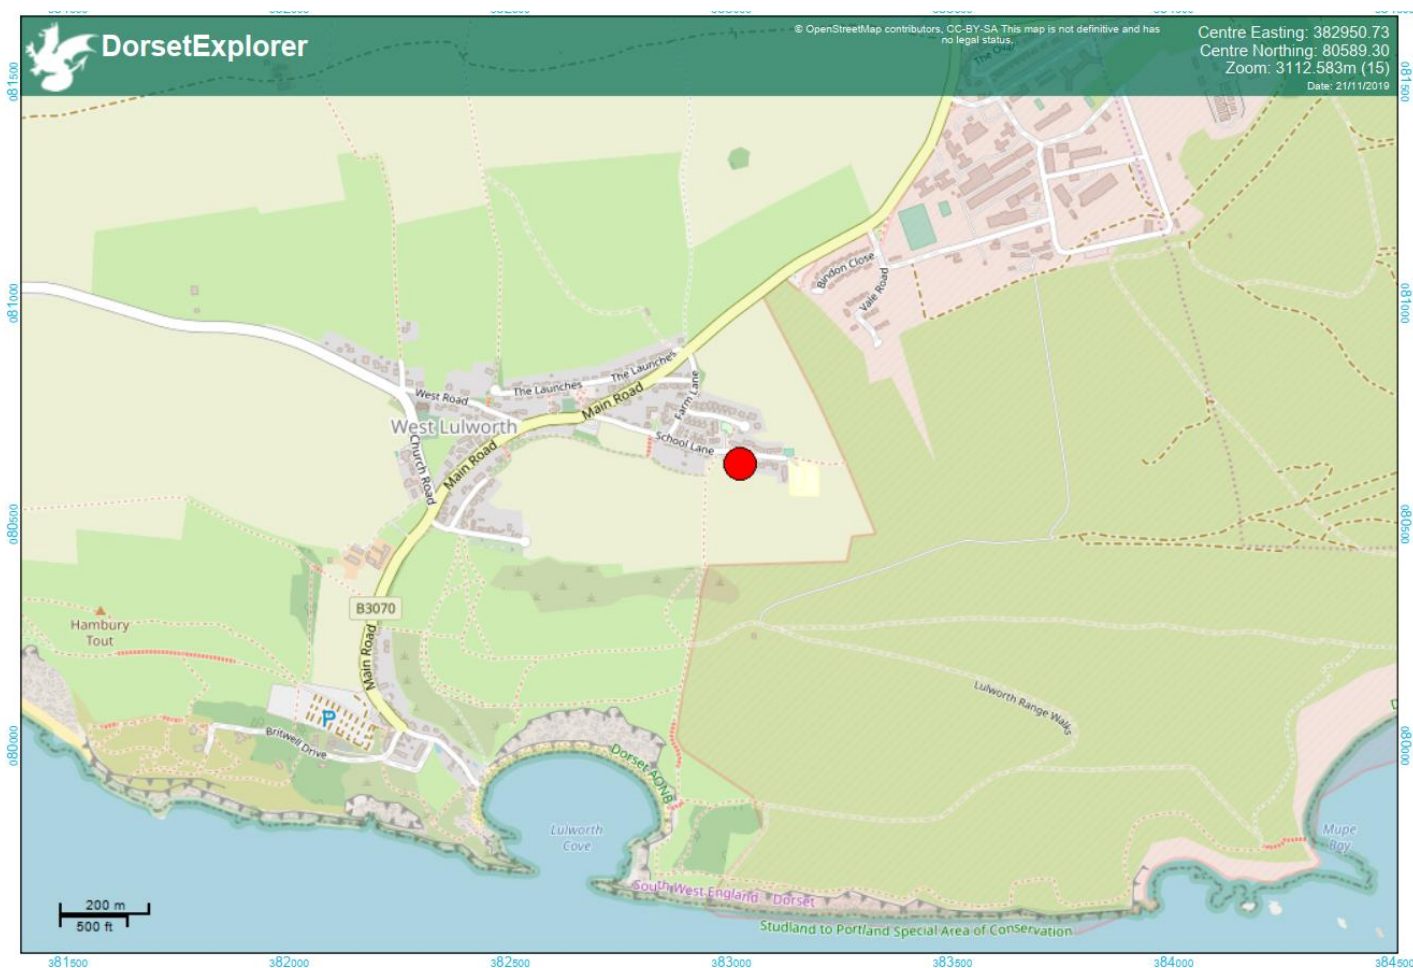 DorsetExplorer
© OpenStreetMap contributors, CC-BY-SA This map is not definitive and has
no legal status.
Centre Easting: 382950.73
Centre Northing: 80589.30
Zoom: 3112.583m (15)
Date: 21/11/2019
081500
081500
Bindon Close
Vale Road
081000
081000
The Launches
The Launches
West Road
Main Road
Farm Lane
West Lulworth
School Lane
Church Road
Main Road
080500
080500
B3070
Hambury
Tout
Main Road
Lulworth Range Walks
P
Britwell Drive
080000
080000
Dorset AONB
Lulworth
Cove
Mupe
Bay
South West England - Dorset
Studland to Portland Special Area of Conservation
200 m
500 ft
381500
382000
382500
383000
383500
384000
384500